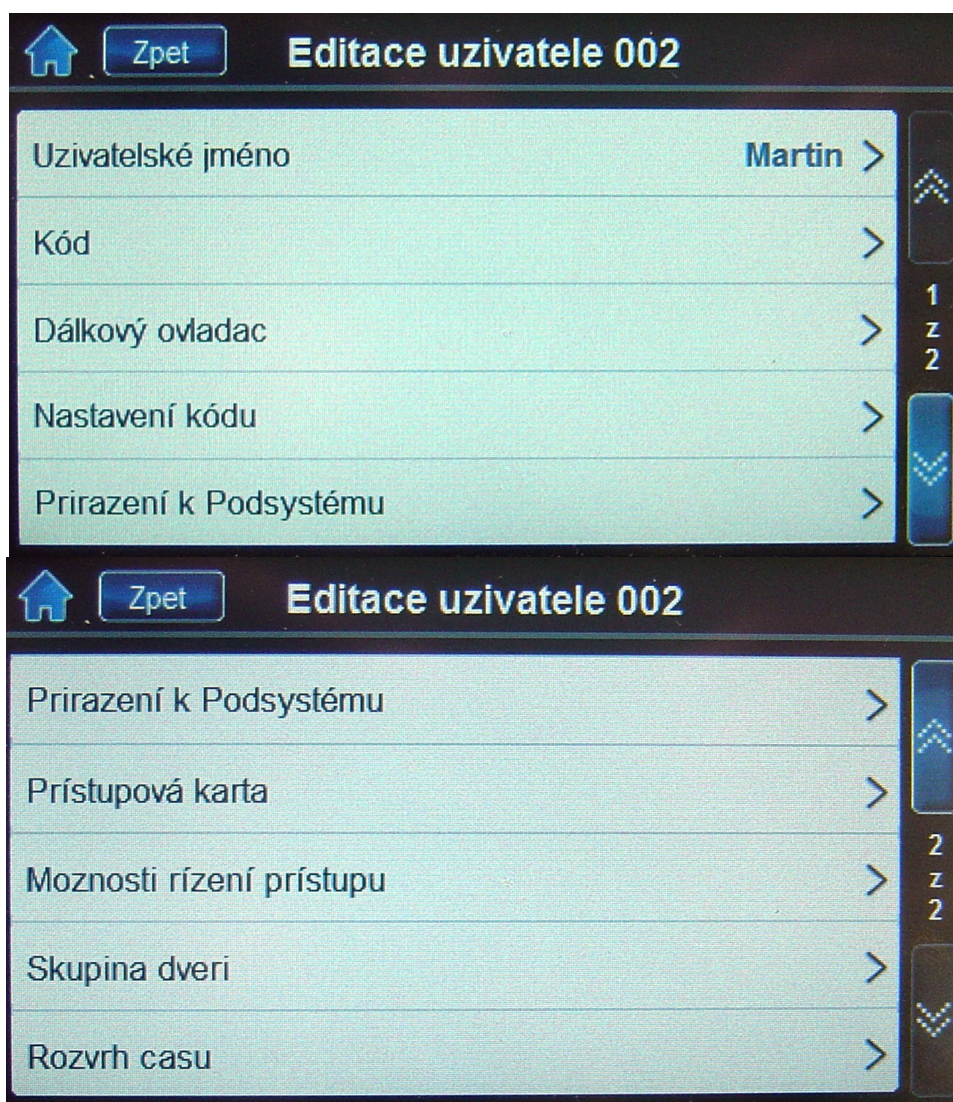 Zpet Editace uzivatele 002
Uzivatelské jméno Martin >
Kód >
Dálkový ovladac >
1
z
2
Nastavení kódu >
Prirazení k Podsystému >
Zpet Editace uzivatele 002
Prirazení k Podsystému >
Prístupová karta >
Moznosti rízení prístupu >
2
z
2
Skupina dveri >
Rozvrh casu >